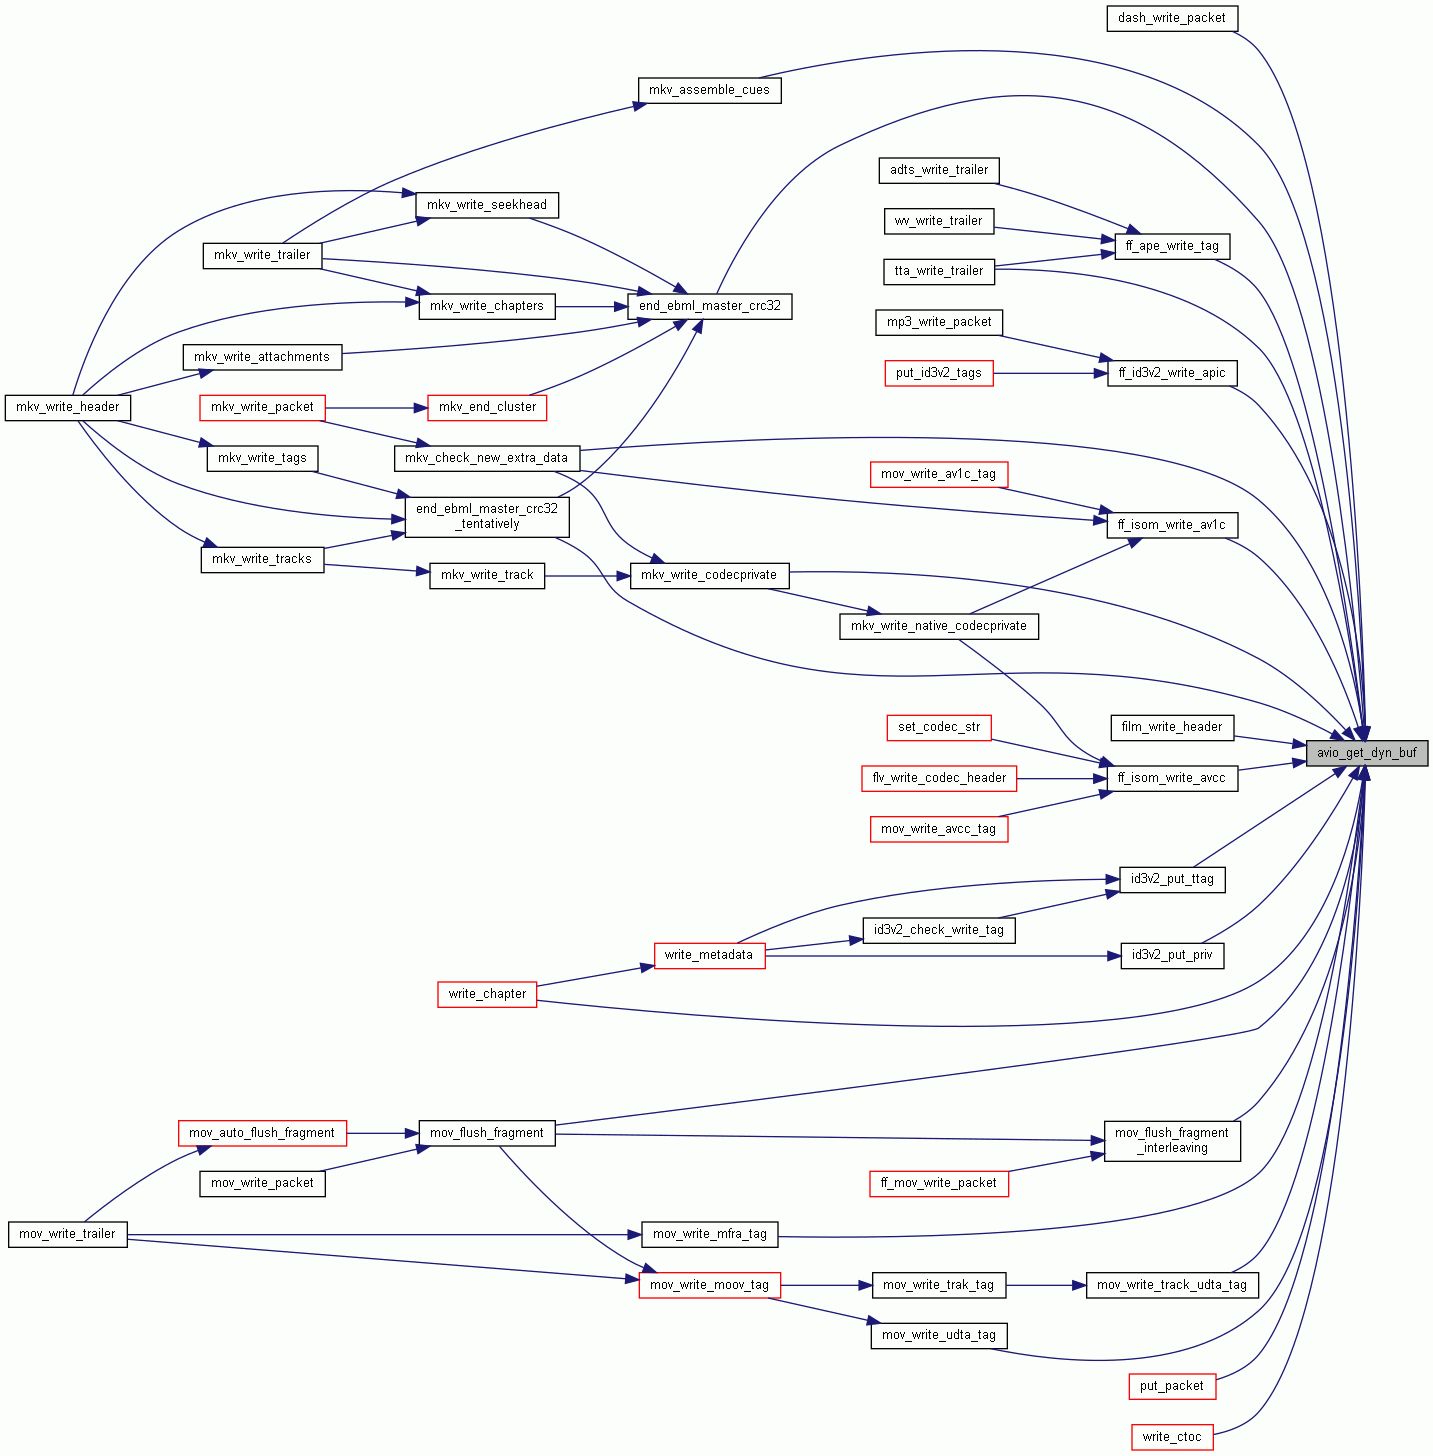 dash_write_packet
mkv_assemble_cues
adts_write_trailer
mkv_write_seekhead
wv_write_trailer
ff_ape_write_tag
mkv_write_trailer
tta_write_trailer
mkv_write_chapters
end_ebml_master_crc32
mp3_write_packet
mkv_write_attachments
put_id3v2_tags
ff_id3v2_write_apic
mkv_write_header
mkv_write_packet
mkv_end_cluster
mkv_write_tags
mkv_check_new_extra_data
mov_write_av1c_tag
end_ebml_master_crc32
_tentatively
ff_isom_write_av1c
mkv_write_tracks
mkv_write_track
mkv_write_codecprivate
mkv_write_native_codecprivate
set_codec_str
film_write_header
avio_get_dyn_buf
flv_write_codec_header
ff_isom_write_avcc
mov_write_avcc_tag
id3v2_put_ttag
id3v2_check_write_tag
write_metadata
id3v2_put_priv
write_chapter
mov_auto_flush_fragment
mov_flush_fragment
mov_flush_fragment
_interleaving
mov_write_packet
ff_mov_write_packet
mov_write_trailer
mov_write_mfra_tag
mov_write_moov_tag
mov_write_trak_tag
mov_write_track_udta_tag
mov_write_udta_tag
put_packet
write_ctoc